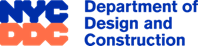 NYC
DDC
Department of
Design and
Construction